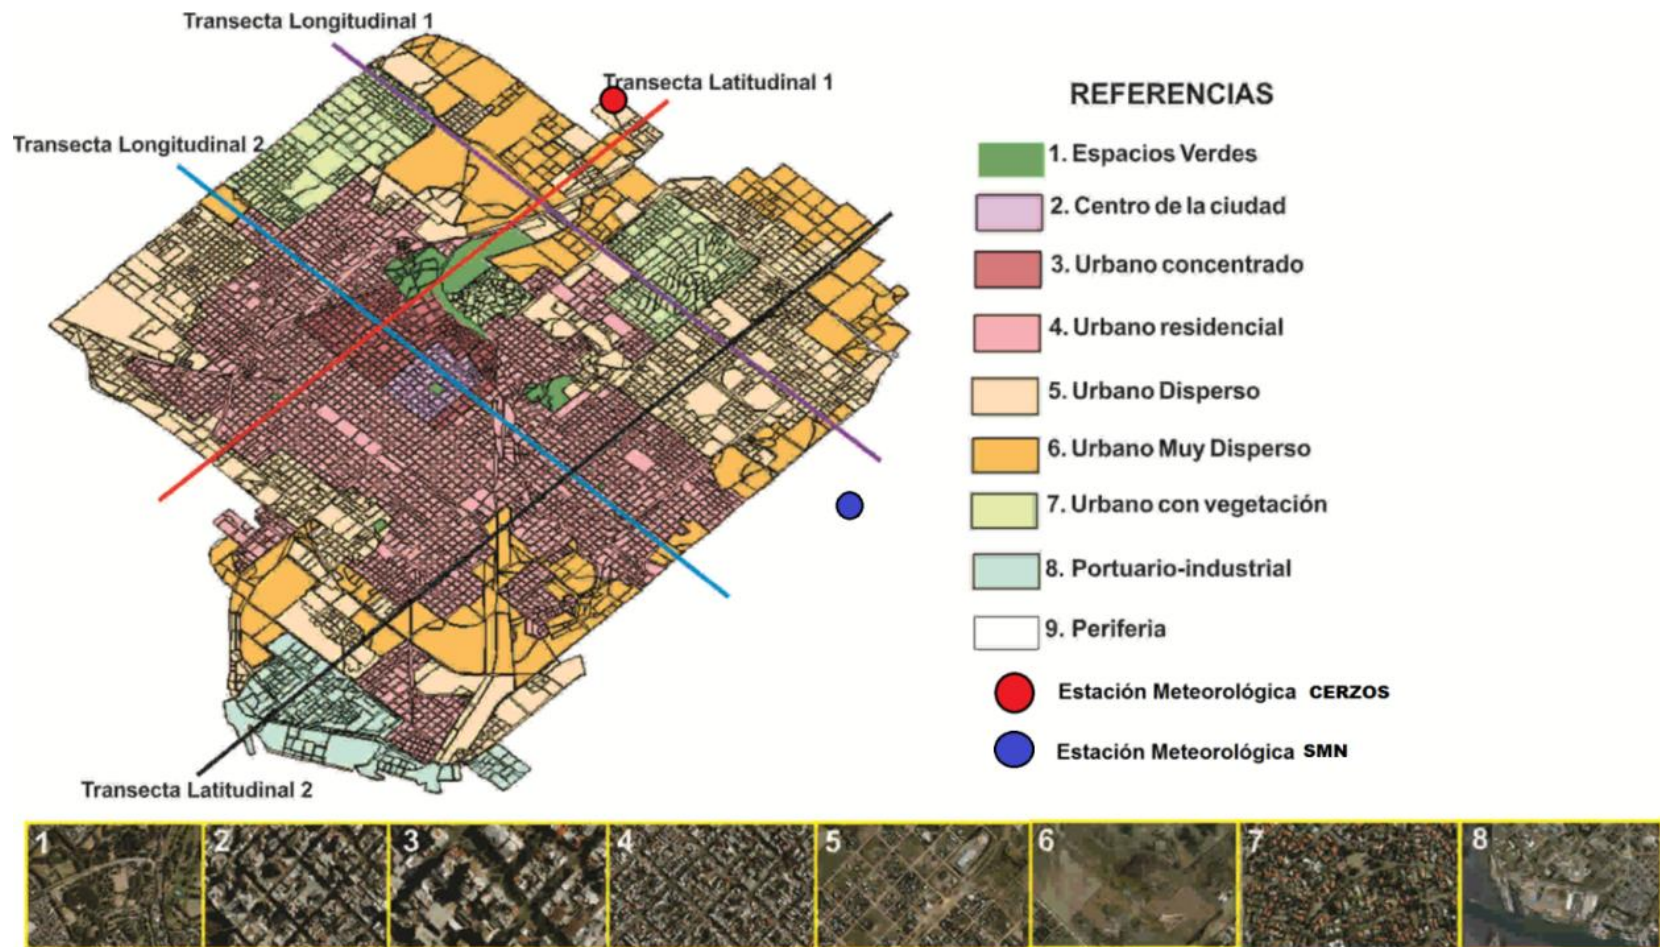 Transecta Longitudinal 1
Transecta Latitudinal 1
Transecta Longitudinal 2
Transecta Latitudinal 2
REFERENCIAS
1. Espacios Verdes
2. Centro de la ciudad
3. Urbano concentrado
4. Urbano residencial
5. Urbano Disperso
6. Urbano Muy Disperso
7. Urbano con vegetación
8. Portuario-industrial
9. Periferia
Estación Meteorológica CERZOS
Estación Meteorológica SMN
1
2
3
4
5
6
7
8